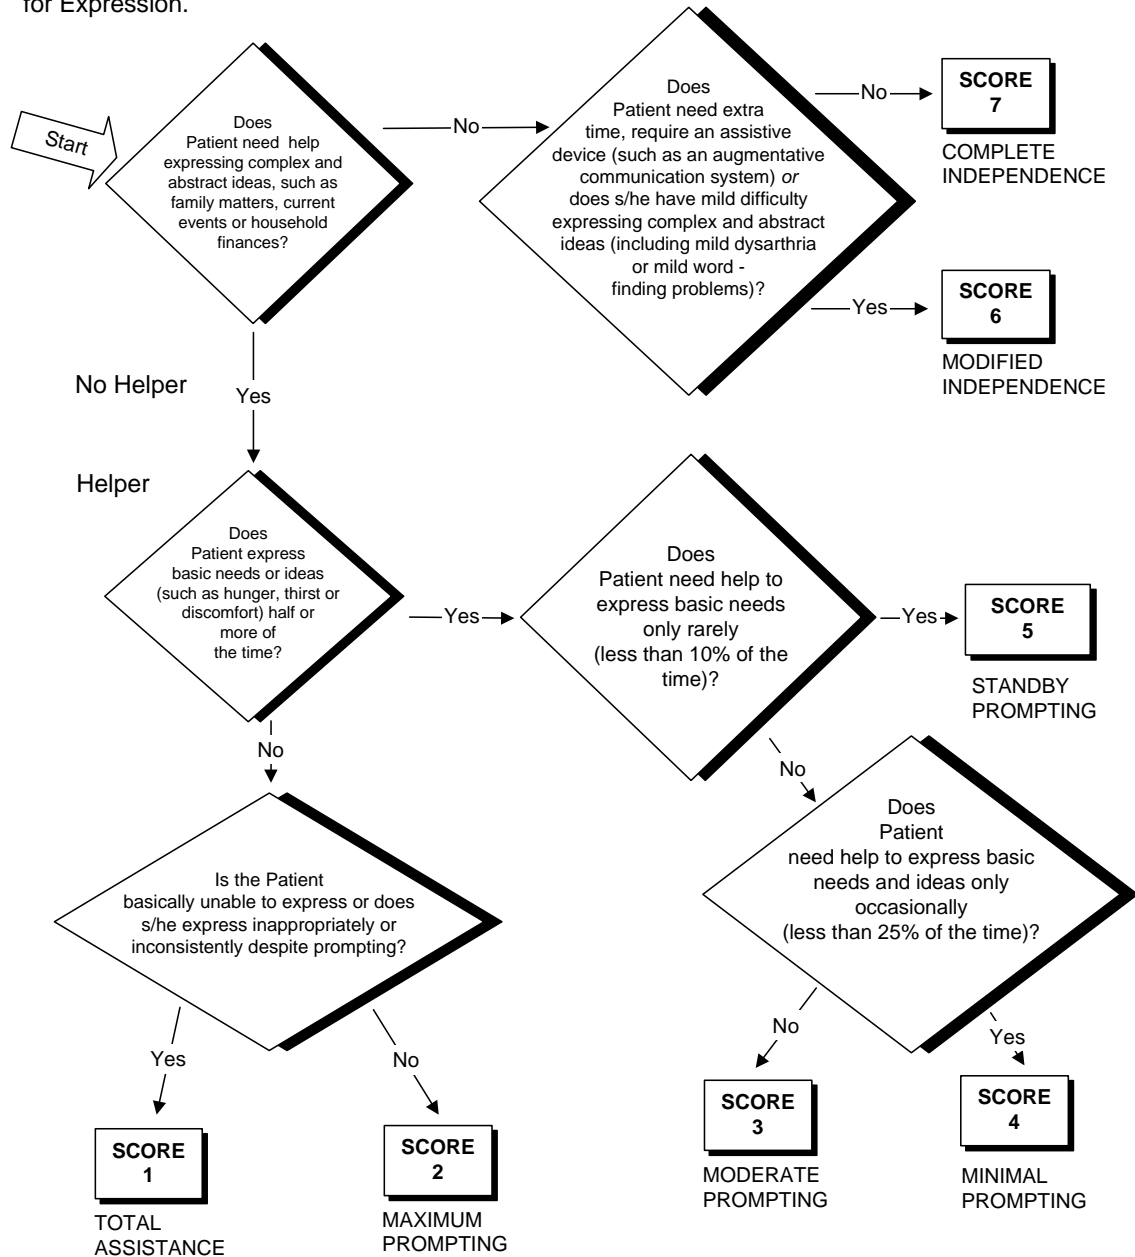 for Expression.
Start
Does
Patient need help
expressing complex and
abstract ideas, such as
family matters, current
events or household
finances?
No
Does
Patient need extra
time, require an assistive
device (such as an augmentative
communication system) or
does s/he have mild difficulty
expressing complex and abstract
ideas (including mild dysarthria
or mild word -
finding problems)?
No
SCORE
7
COMPLETE
INDEPENDENCE
Yes
SCORE
6
MODIFIED
INDEPENDENCE
No Helper
Yes
Helper
Does
Patient express
basic needs or ideas
(such as hunger, thirst or
discomfort) half or
more of
the time?
Yes
Does
Patient need help to
express basic needs
only rarely
(less than 10% of the
time)?
Yes
SCORE
5
STANDBY
PROMPTING
No
No
Does
Patient
need help to express basic
needs and ideas only
occasionally
(less than 25% of the time)?
Is the Patient
basically unable to express or does
s/he express inappropriately or
inconsistently despite prompting?
Yes
No
No
Yes
SCORE
1
TOTAL
ASSISTANCE
SCORE
2
MAXIMUM
PROMPTING
SCORE
3
MODERATE
PROMPTING
SCORE
4
MINIMAL
PROMPTING